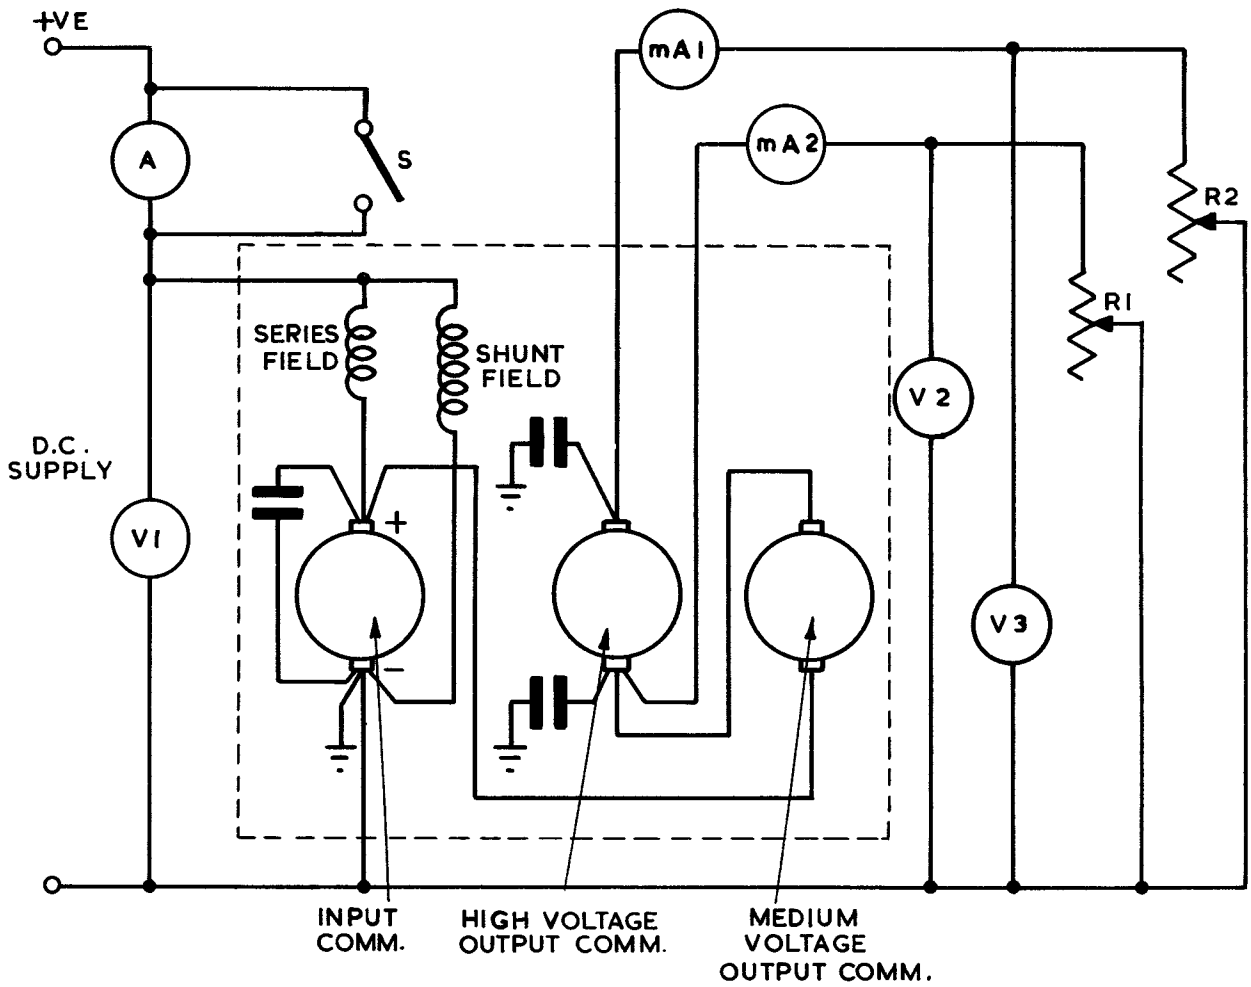 +VE
mA1
mA2
A
S
R2
R1
SERIES
FIELD
SHUNT
FIELD
V2
D.C.
SUPPLY
V1
+
V3
–
INPUT
COMM.
HIGH VOLTAGE
OUTPUT COMM.
MEDIUM
VOLTAGE
OUTPUT COMM.